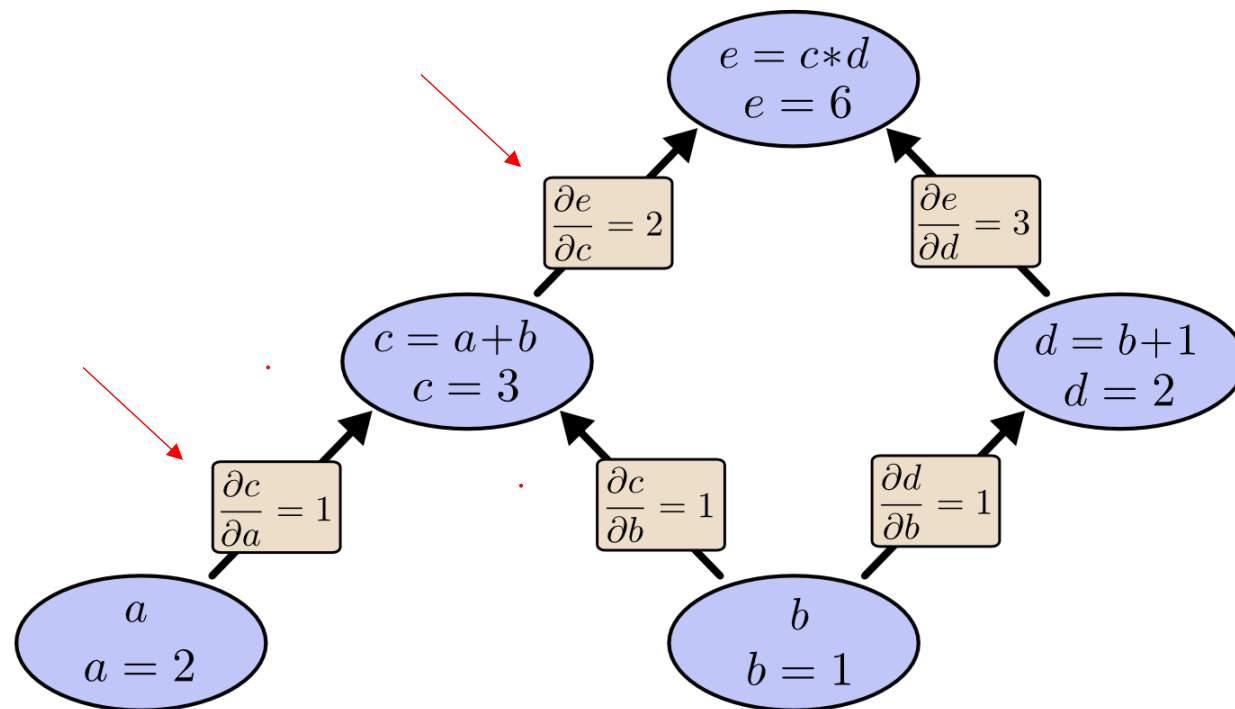 e = c*d
e = 6
∂e/∂c = 2
∂e/∂d = 3
c = a+b
c = 3
d = b+1
d = 2
∂c/∂a = 1
∂c/∂b = 1
∂d/∂b = 1
a
a = 2
b
b = 1